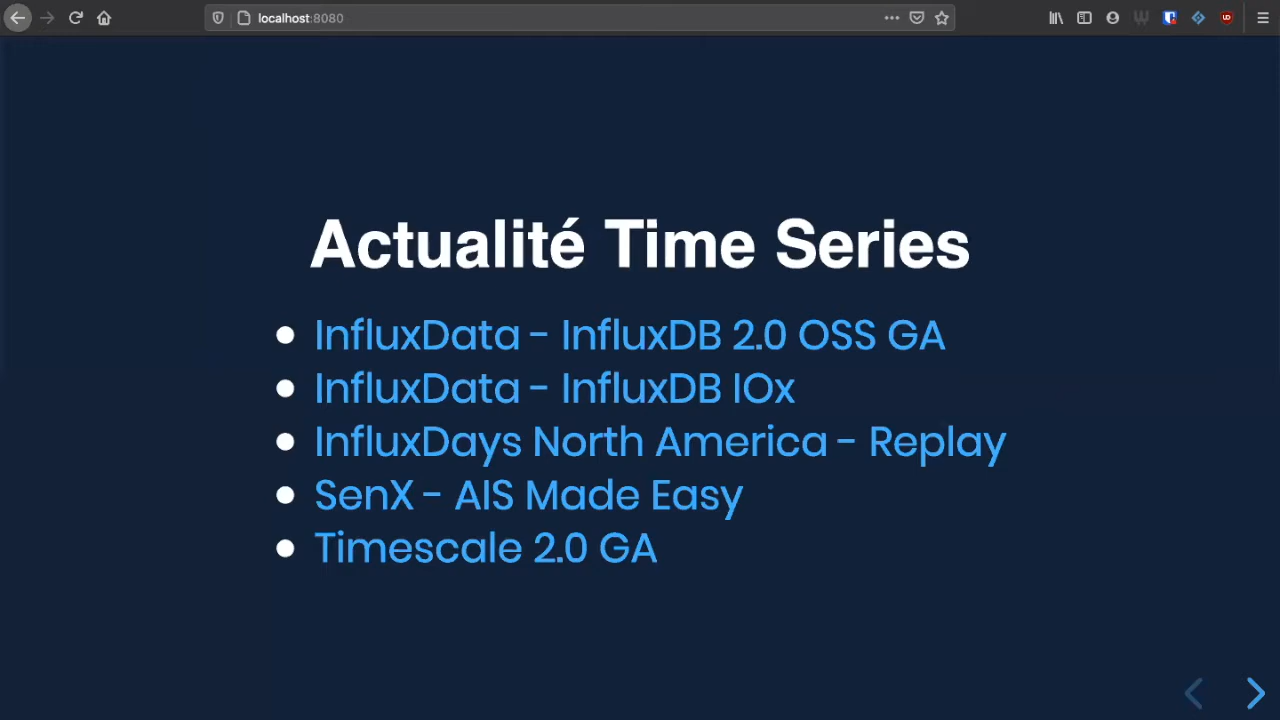 localhost:8080
Actualité Time Series
InfluxData - InfluxDB 2.0 OSS GA
InfluxData - InfluxDB IOx
InfluxDays North America - Replay
SenX - AIS Made Easy
Timescale 2.0 GA